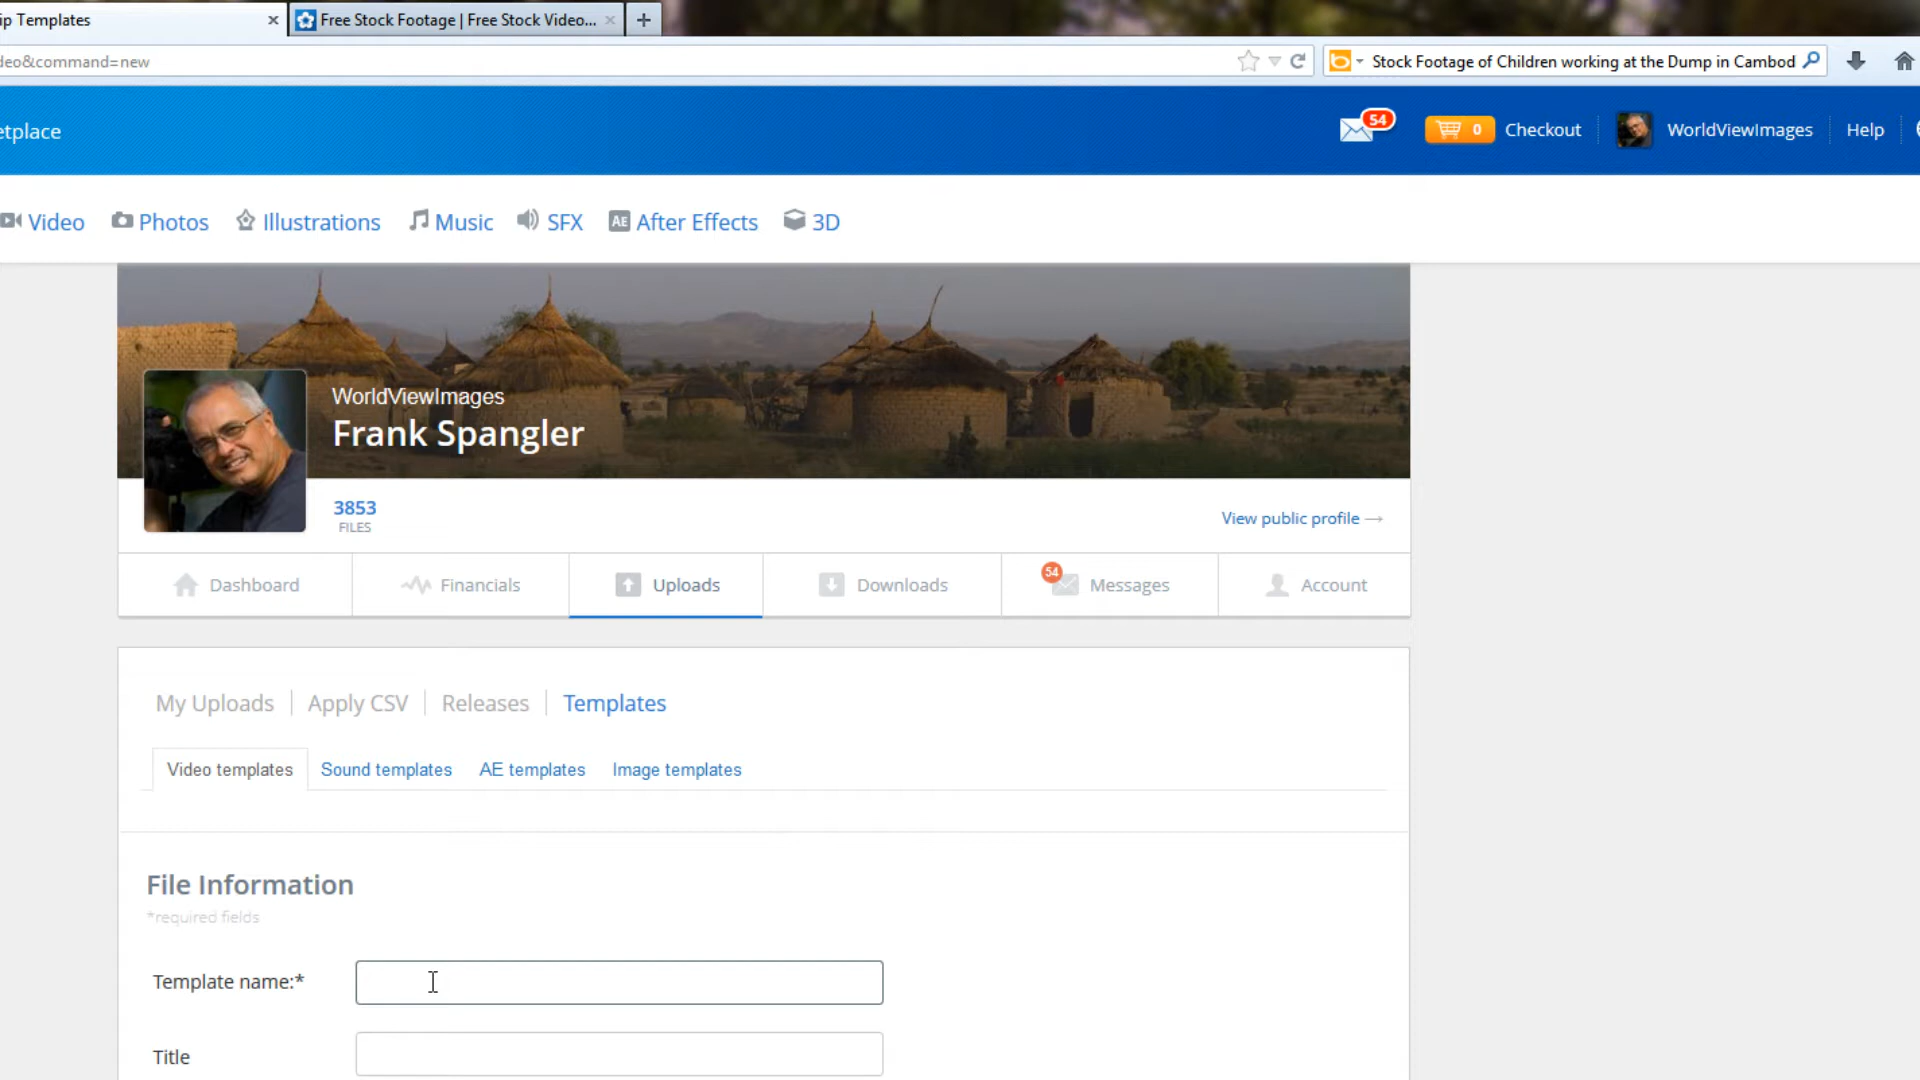 ip Templates
Free Stock Footage | Free Stock Video...
deo&command=new
Stock Footage of Children working at the Dump in Cambod
etplace
54
0 Checkout
WorldViewImages
Help
Video
Photos
Illustrations
Music
SFX
AE After Effects
3D
WorldViewImages
Frank Spangler
3853
FILES
View public profile →
Dashboard
Financials
Uploads
Downloads
54
Messages
Account
My Uploads
Apply CSV
Releases
Templates
Video templates
Sound templates
AE templates
Image templates
File Information
*required fields
Template name:*
Title